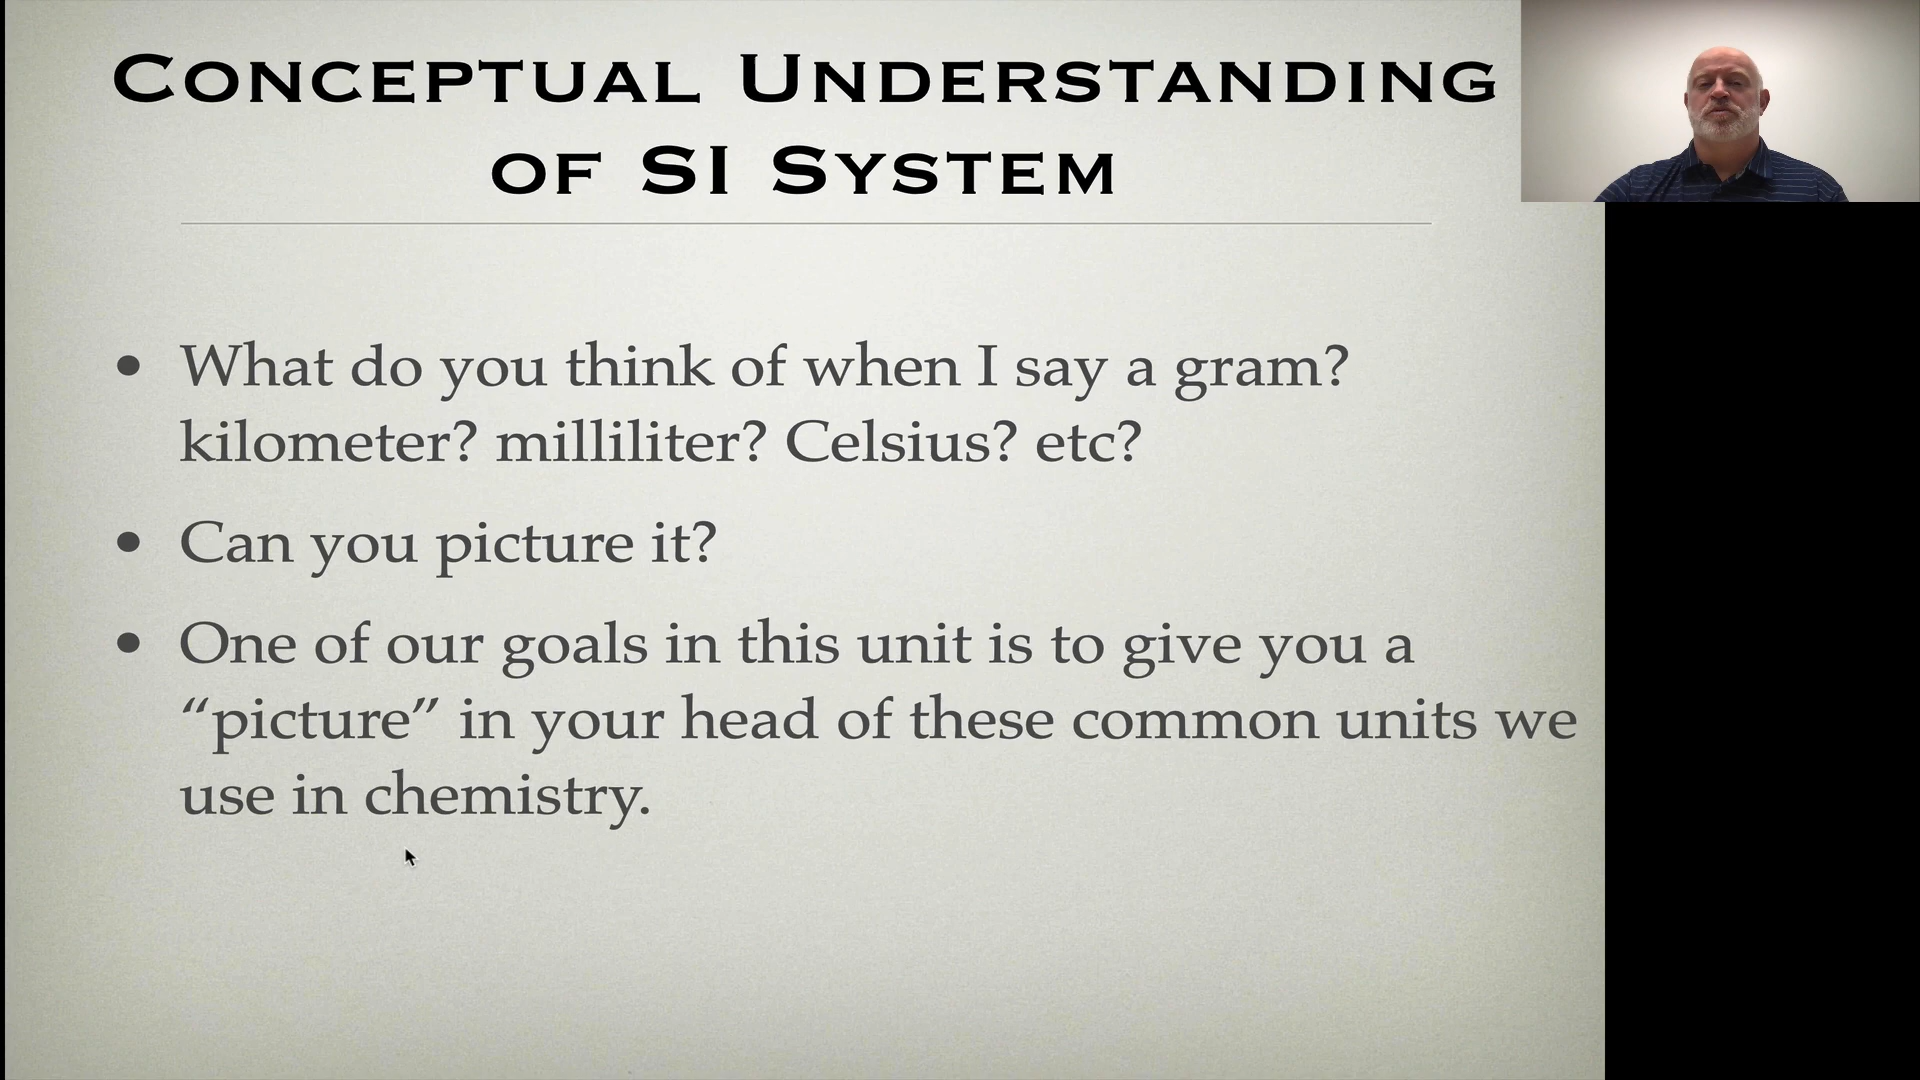 CONCEPTUAL UNDERSTANDING
OF SI SYSTEM
• What do you think of when I say a gram?
kilometer? milliliter? Celsius? etc?
• Can you picture it?
• One of our goals in this unit is to give you a
“picture” in your head of these common units we
use in chemistry.